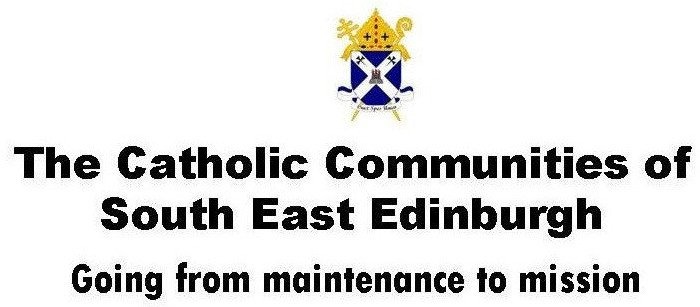 The Catholic Communities of
South East Edinburgh
Going from maintenance to mission